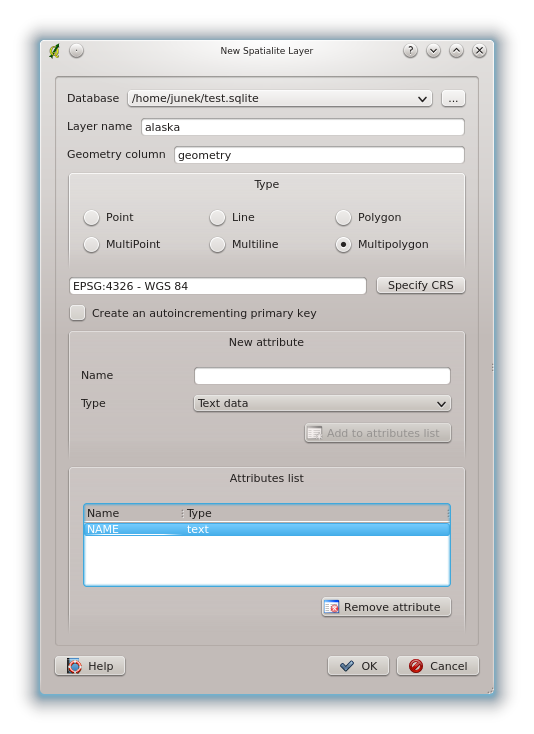 New Spatialite Layer
Database /home/junek/test.sqlite ...
Layer name alaska
Geometry column geometry
Type
Point Line Polygon
MultiPoint Multiline Multipolygon
EPSG:4326 - WGS 84 Specify CRS
Create an autoincrementing primary key
New attribute
Name
Type Text data
Add to attributes list
Attributes list
Name Type
NAME text
Remove attribute
Help OK Cancel